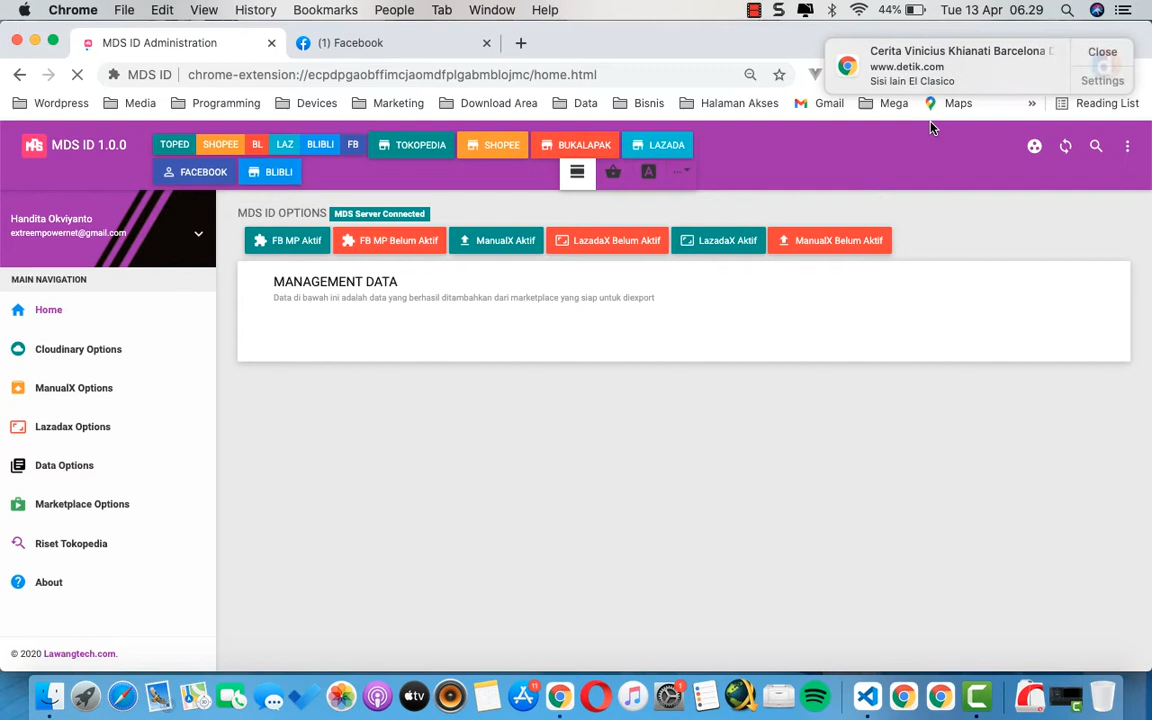 Chrome File Edit View History Bookmarks People Tab Window Help 44% Tue 13 Apr 06.29
MDS ID Administration
(1) Facebook
Cerita Vinicius Khianati Barcelona
www.detik.com
Sisi lain El Clasico
Close
Settings
MDS ID chrome-extension://ecpdpgaobffimcjaomdfplgabmblojmc/home.html
Wordpress Media Programming Devices Marketing Download Area Data Bisnis Halaman Akses Gmail Mega Maps » Reading List
MDS ID 1.0.0
TOPED SHOPEE BL LAZ BLIBLI FB TOKOPEDIA SHOPEE BUKALAPAK LAZADA
FACEBOOK BLIBLI
Handita Okviyanto
extreempowernet@gmail.com
MAIN NAVIGATION
Home
Cloudinary Options
ManualX Options
Lazadax Options
Data Options
Marketplace Options
Riset Tokopedia
About
© 2020 Lawangtech.com.
MDS ID OPTIONS MDS Server Connected
FB MP Aktif FB MP Belum Aktif ManualX Aktif LazadaX Belum Aktif LazadaX Aktif ManualX Belum Aktif
MANAGEMENT DATA
Data di bawah ini adalah data yang berhasil ditambahkan dari marketplace yang siap untuk diexport
11
1